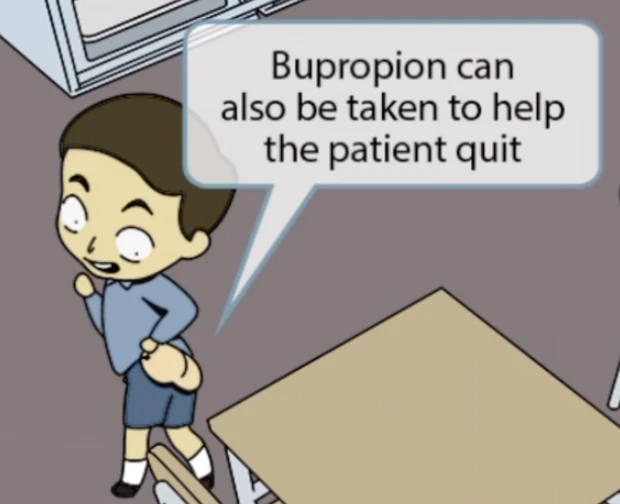 Bupropion can
also be taken to help
the patient quit